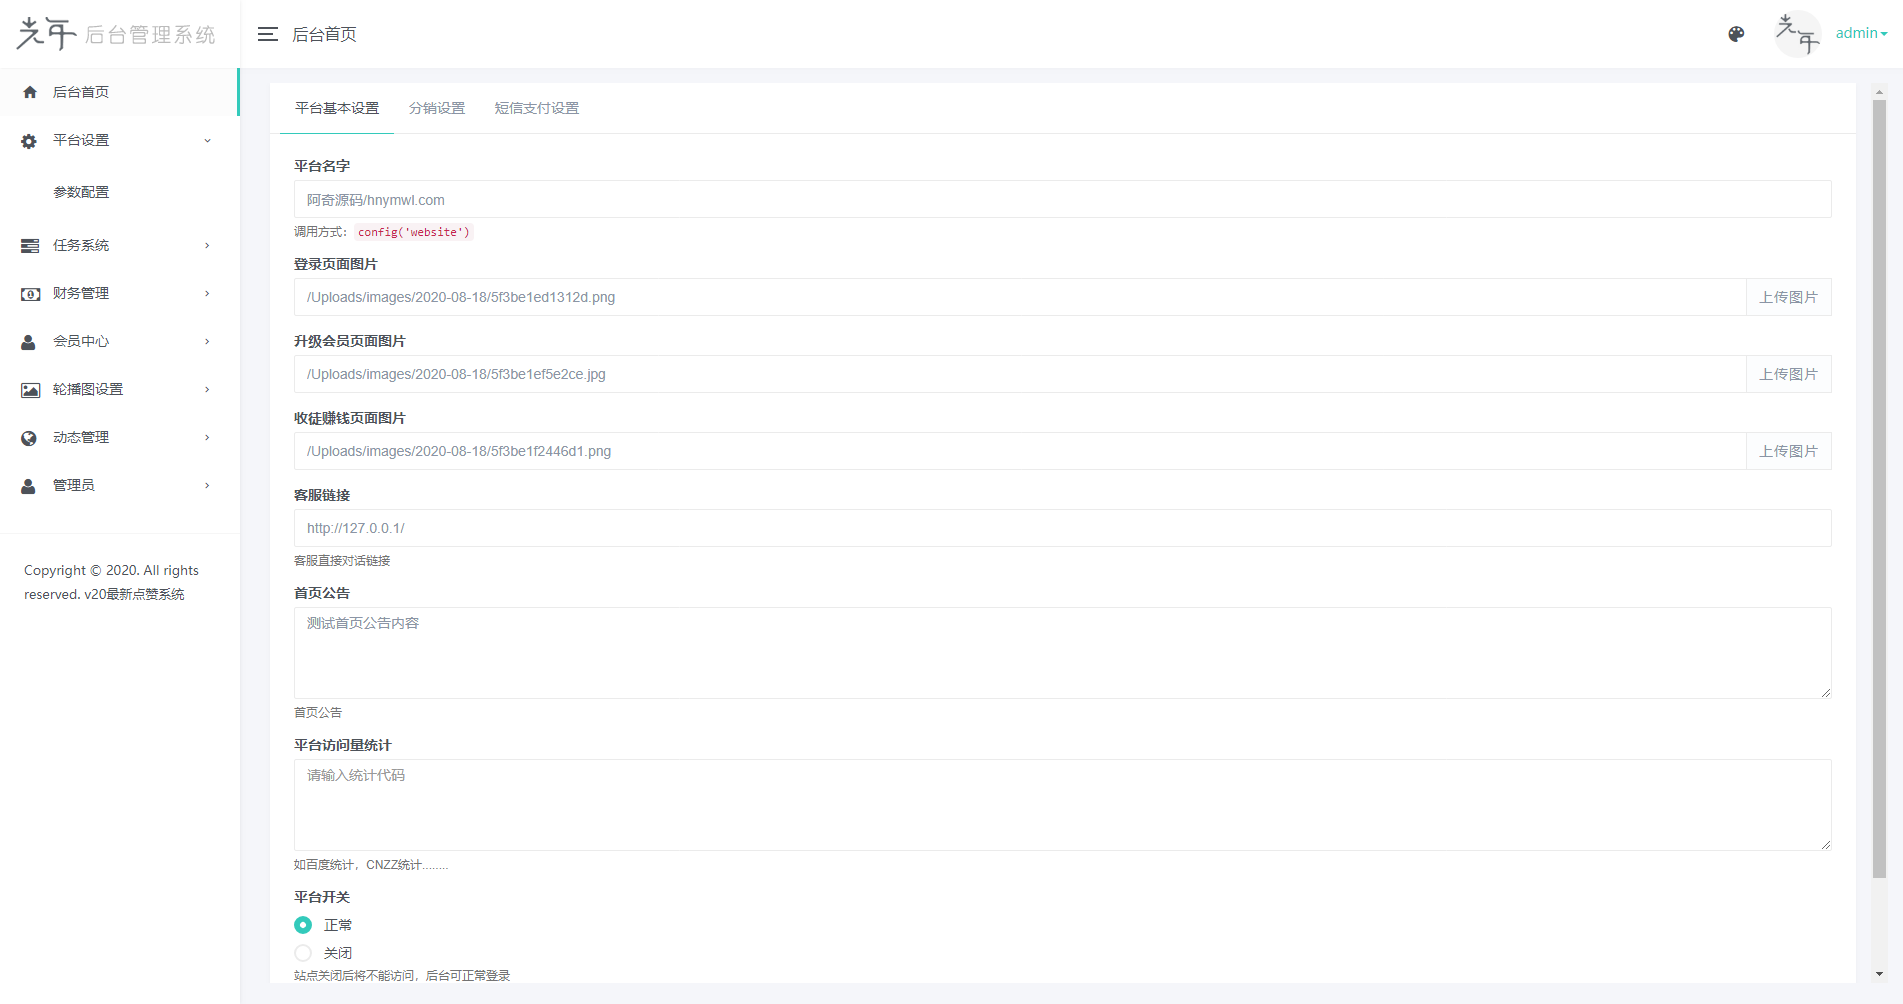 光年 后台管理系统
后台首页
光年
admin
后台首页
平台设置
参数配置
任务系统
财务管理
会员中心
轮播图设置
动态管理
管理员
Copyright © 2020. All rights
reserved. v20最新点赞系统
平台基本设置 分销设置 短信支付设置
平台名字
阿奇源码/hnymwl.com
调用方式：config('website')
登录页面图片
/Uploads/images/2020-08-18/5f3be1ed1312d.png 上传图片
升级会员页面图片
/Uploads/images/2020-08-18/5f3be1ef5e2ce.jpg 上传图片
收徒赚钱页面图片
/Uploads/images/2020-08-18/5f3be1f2446d1.png 上传图片
客服链接
http://127.0.0.1/
客服直接对话链接
首页公告
测试首页公告内容
首页公告
平台访问量统计
请输入统计代码
如百度统计，CNZZ统计........
平台开关
正常
关闭
站点关闭后将不能访问，后台可正常登录